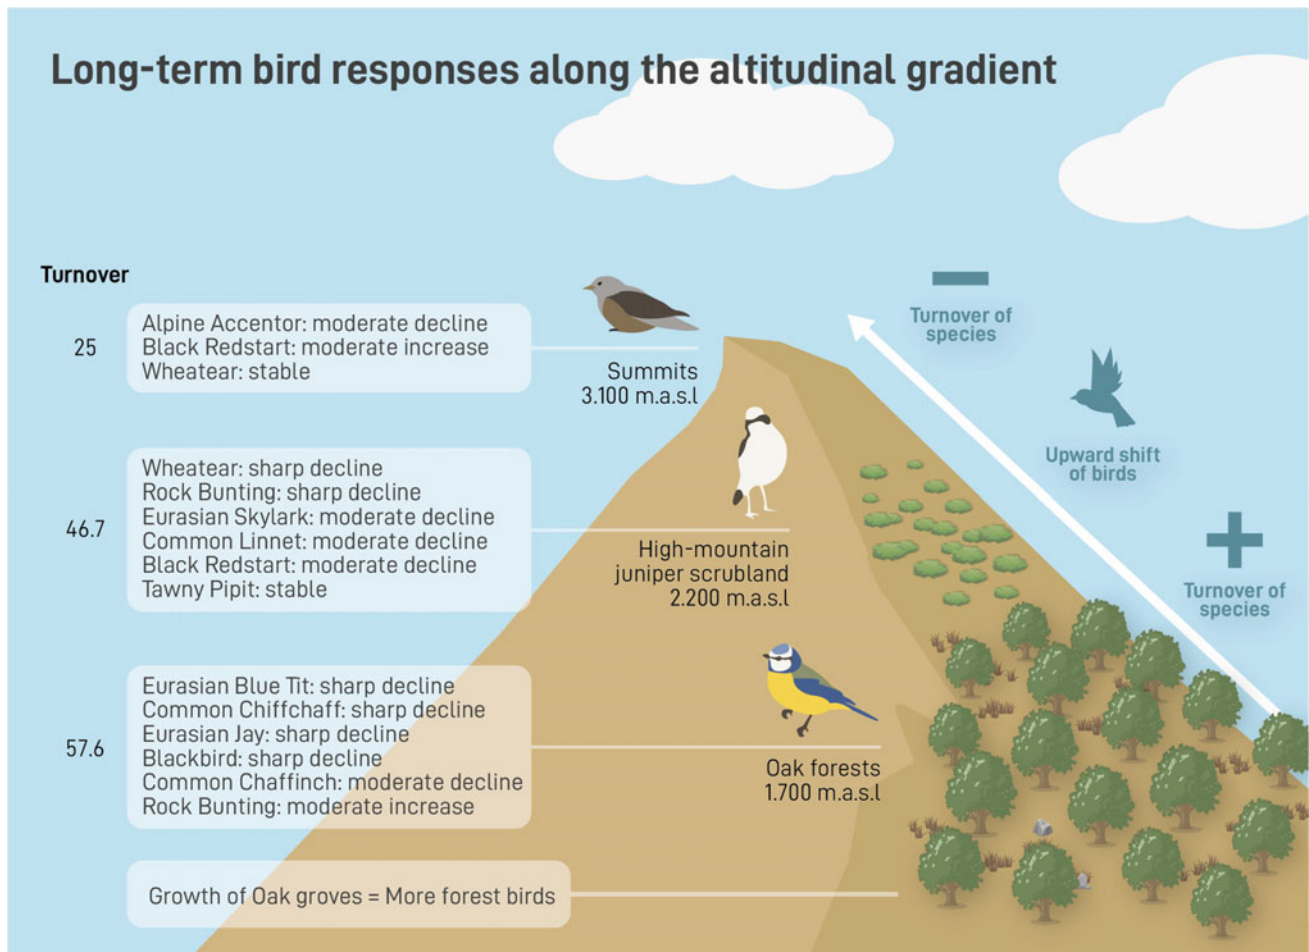 Long-term bird responses along the altitudinal gradient
Turnover
25
Alpine Accentor: moderate decline
Black Redstart: moderate increase
Wheatear: stable
Summits
3.100 m.a.s.l
Turnover of
species
Upward shift
of birds
46.7
Wheatear: sharp decline
Rock Bunting: sharp decline
Eurasian Skylark: moderate decline
Common Linnet: moderate decline
Black Redstart: moderate decline
Tawny Pipit: stable
High-mountain
juniper scrubland
2.200 m.a.s.l
Turnover of
species
57.6
Eurasian Blue Tit: sharp decline
Common Chiffchaff: sharp decline
Eurasian Jay: sharp decline
Blackbird: sharp decline
Common Chaffinch: moderate decline
Rock Bunting: moderate increase
Oak forests
1.700 m.a.s.l
Growth of Oak groves = More forest birds